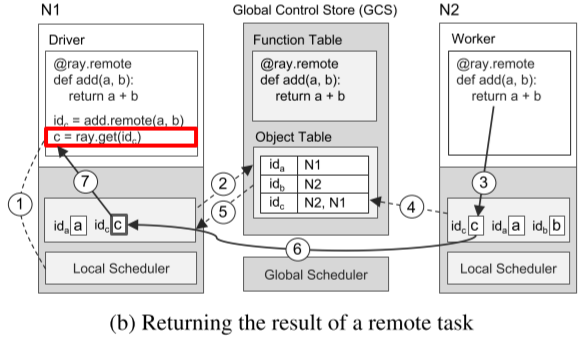 N1
Global Control Store (GCS)
N2
Driver
@ray.remote
def add(a, b):
return a + b
id_c = add.remote(a, b)
c = ray.get(id_c)
Function Table
@ray.remote
def add(a, b):
return a + b
Object Table
id_a N1
id_b N2
id_c N2, N1
Worker
@ray.remote
def add(a, b):
return a + b
1
2
3
4
5
6
7
id_a a id_c c
id_c c id_a a id_b b
Local Scheduler
Global Scheduler
Local Scheduler
(b) Returning the result of a remote task